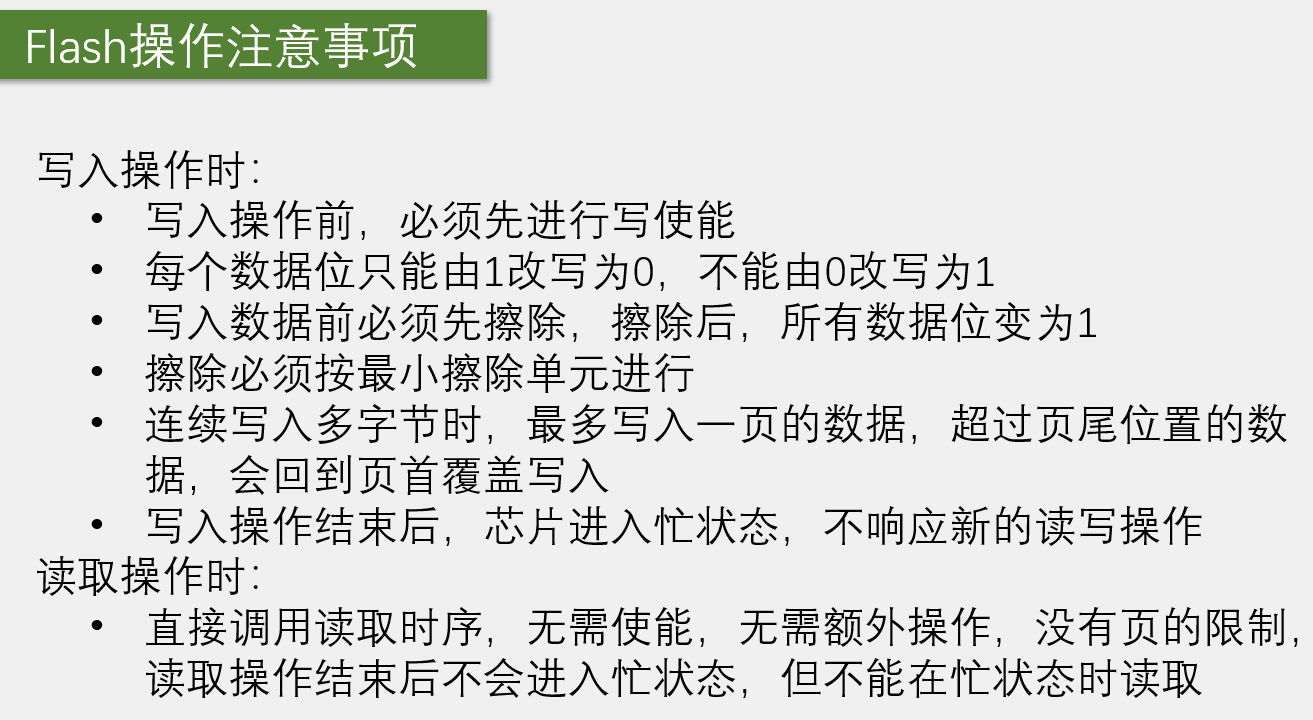 Flash操作注意事项
写入操作时：
• 写入操作前，必须先进行写使能
• 每个数据位只能由1改写为0，不能由0改写为1
• 写入数据前必须先擦除，擦除后，所有数据位变为1
• 擦除必须按最小擦除单元进行
• 连续写入多字节时，最多写入一页的数据，超过页尾位置的数
据，会回到页首覆盖写入
• 写入操作结束后，芯片进入忙状态，不响应新的读写操作
读取操作时：
• 直接调用读取时序，无需使能，无需额外操作，没有页的限制，
读取操作结束后不会进入忙状态，但不能在忙状态时读取